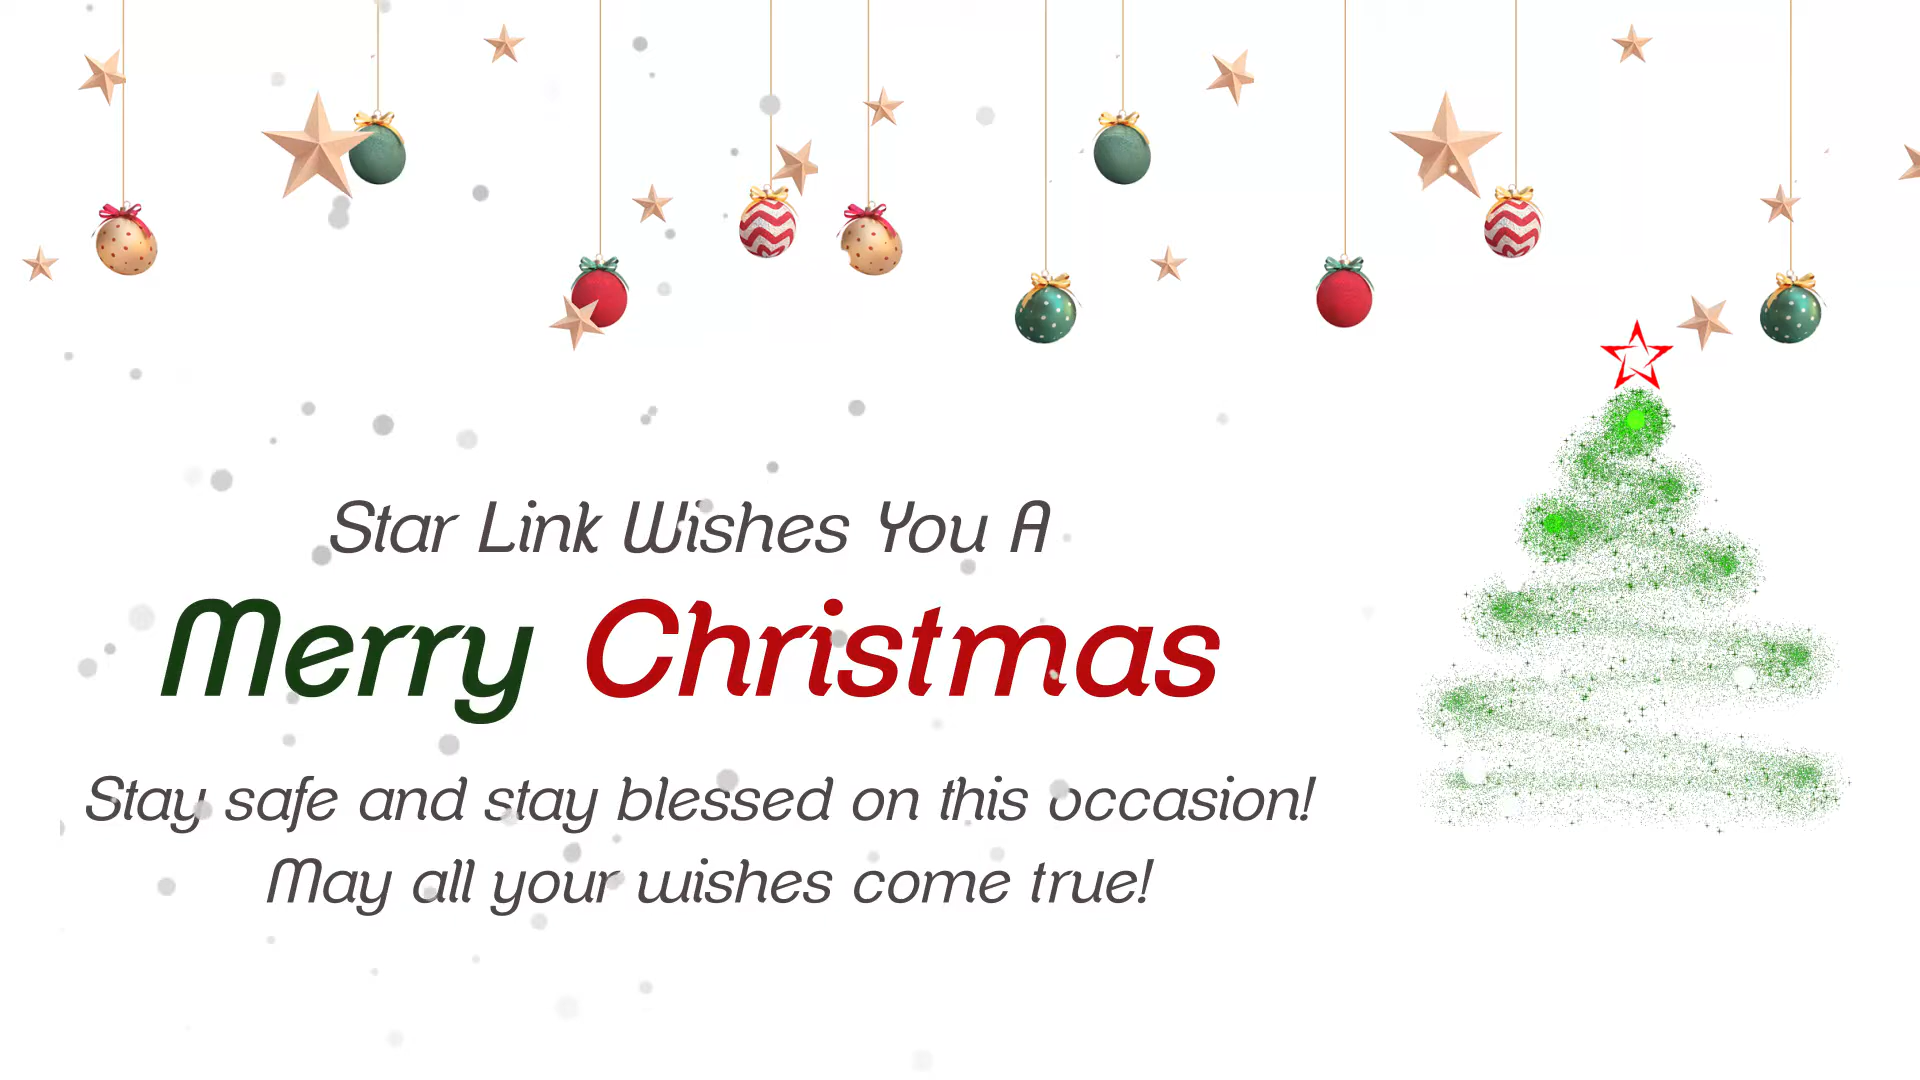 Star Link Wishes You A
Merry Christmas
Stay safe and stay blessed on this occasion!
May all your wishes come true!